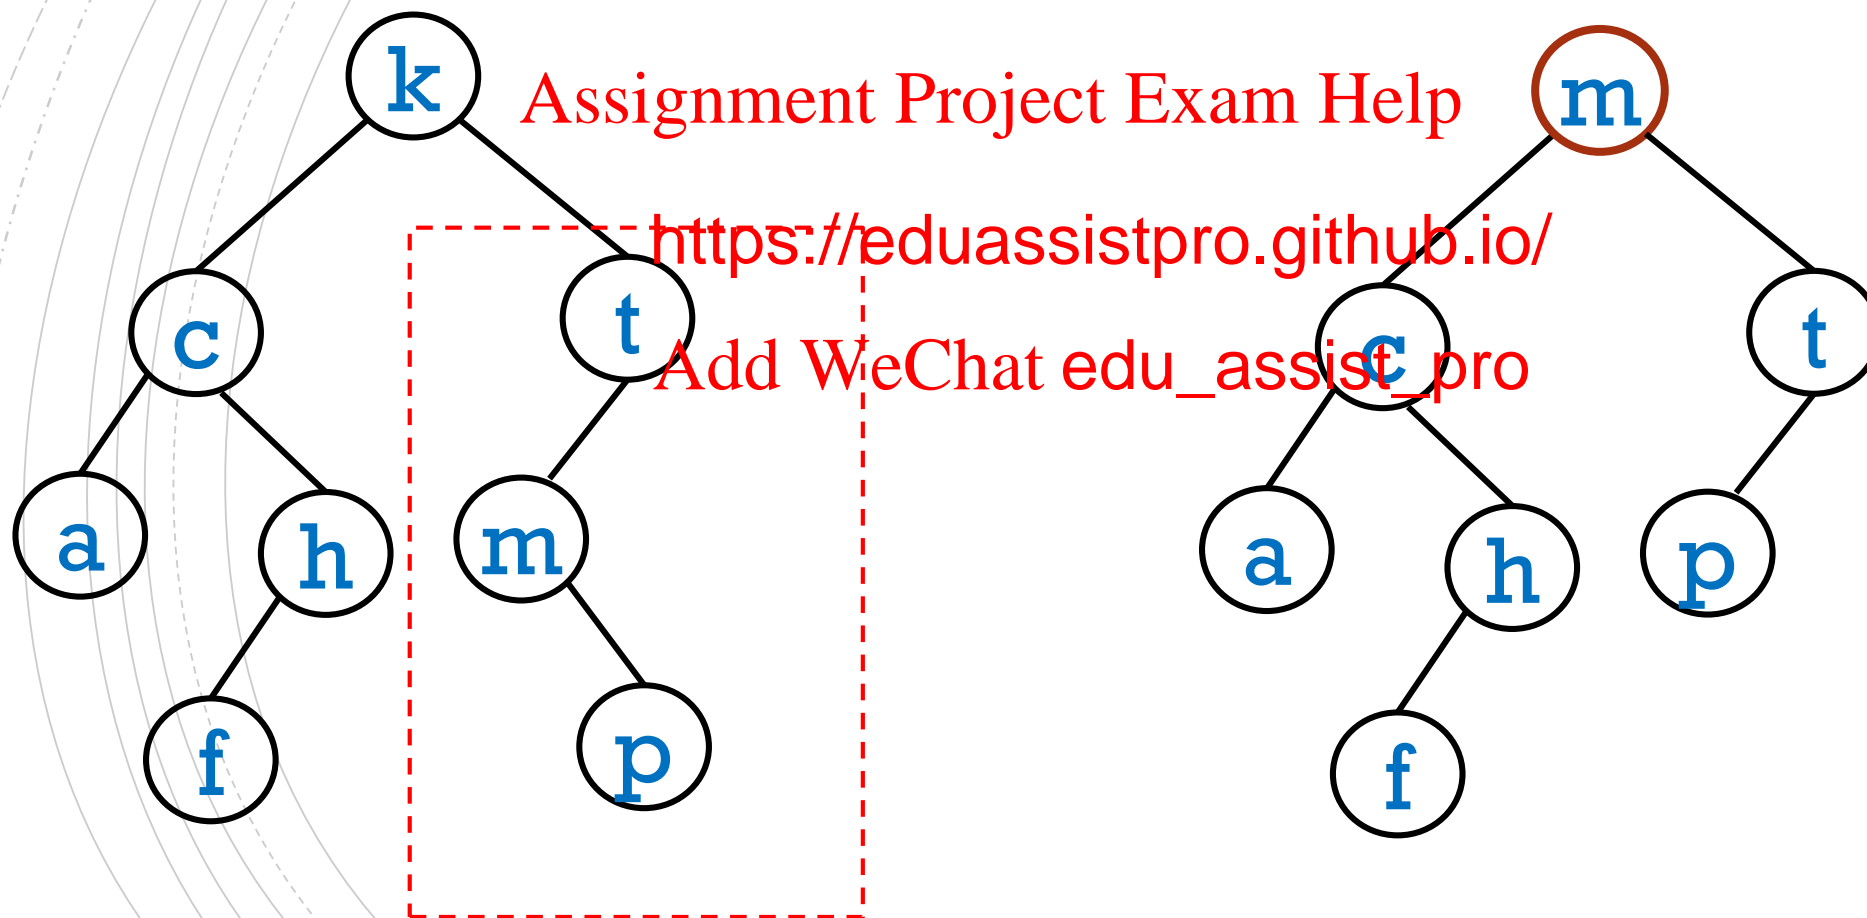 k
Assignment Project Exam Help
m
https://eduassistpro.github.io/
c
t
Add WeChat edu_assist_pro
c
t
a
h
m
a
h
p
f
p
f